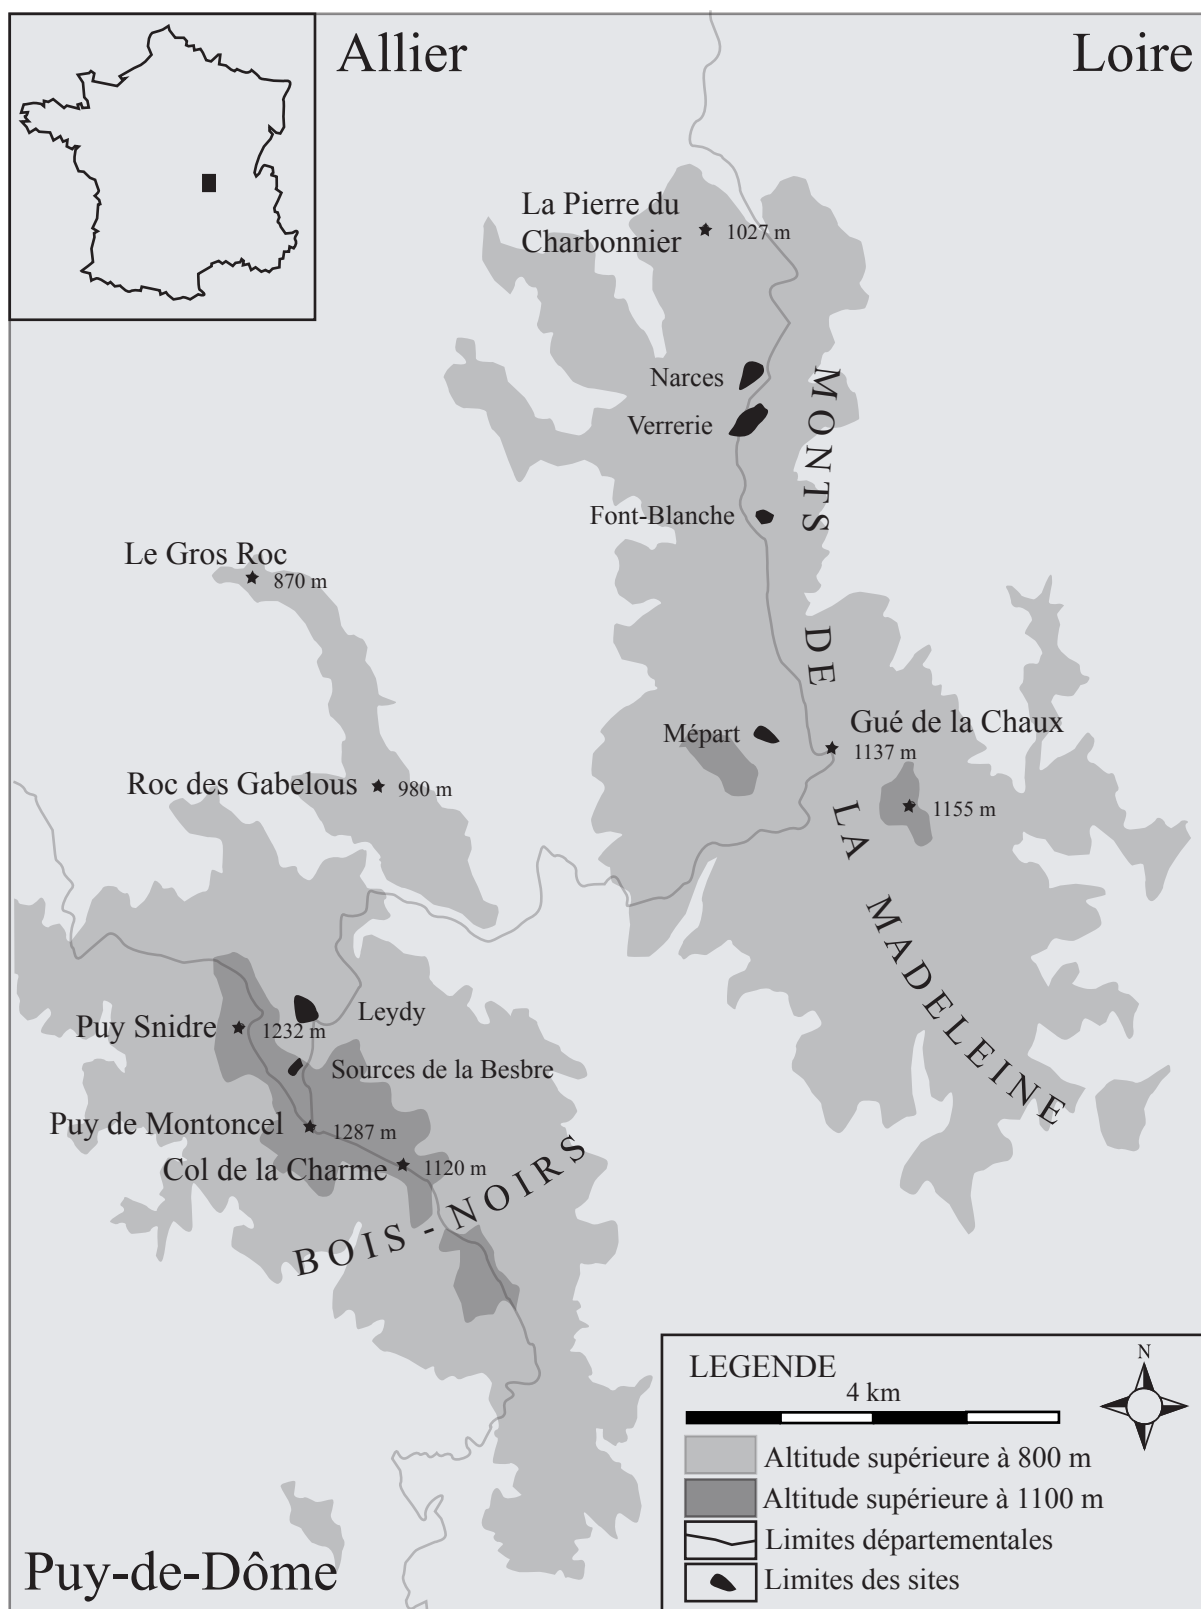 Allier
Loire
La Pierre du
Charbonnier
1027 m
Narces
Verrerie
Font-Blanche
MONTS DE LA MADELEINE
Le Gros Roc
870 m
Mépart
Gué de la Chaux
1137 m
1155 m
Roc des Gabelous
980 m
Leydy
Puy Snidre
1232 m
Sources de la Besbre
Puy de Montoncel
1287 m
Col de la Charme
1120 m
BOIS-NOIRS
LEGENDE
N
4 km
Altitude supérieure à 800 m
Altitude supérieure à 1100 m
Limites départementales
Limites des sites
Puy-de-Dôme